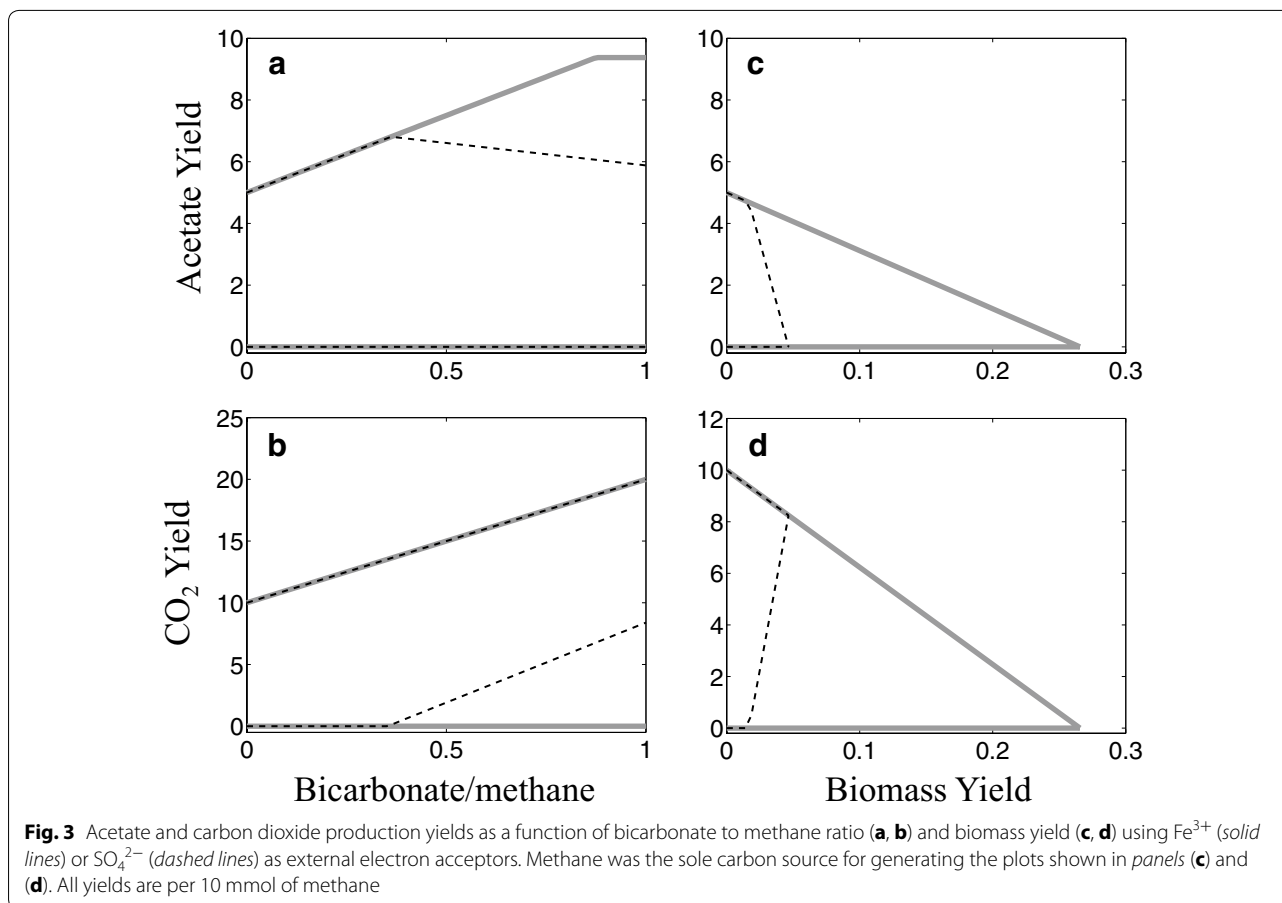 a
10
8
6
4
2
0
0 0.5 1
Acetate Yield
c
10
8
6
4
2
0
0 0.1 0.2 0.3
b
25
20
15
10
5
0
0 0.5 1
CO₂ Yield
Bicarbonate/methane
d
12
10
8
6
4
2
0
0 0.1 0.2 0.3
Biomass Yield
Fig. 3 Acetate and carbon dioxide production yields as a function of bicarbonate to methane ratio (a, b) and biomass yield (c, d) using Fe³⁺ (solid
lines) or SO₄²⁻ (dashed lines) as external electron acceptors. Methane was the sole carbon source for generating the plots shown in panels (c) and
(d). All yields are per 10 mmol of methane